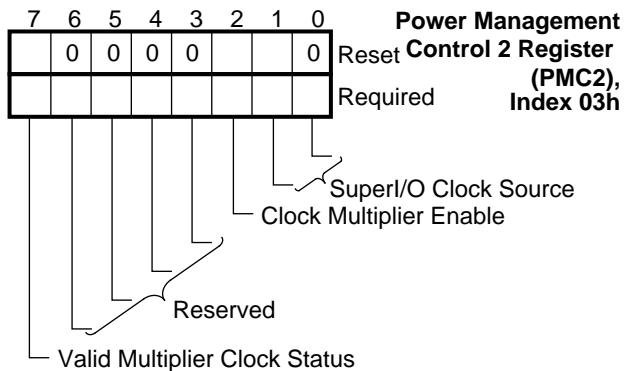 7 6 5 4 3 2 1 0
Power Management
Control 2 Register
(PMC2),
Index 03h
0 0 0 0 0 Reset
Required
SuperI/O Clock Source
Clock Multiplier Enable
Reserved
Valid Multiplier Clock Status